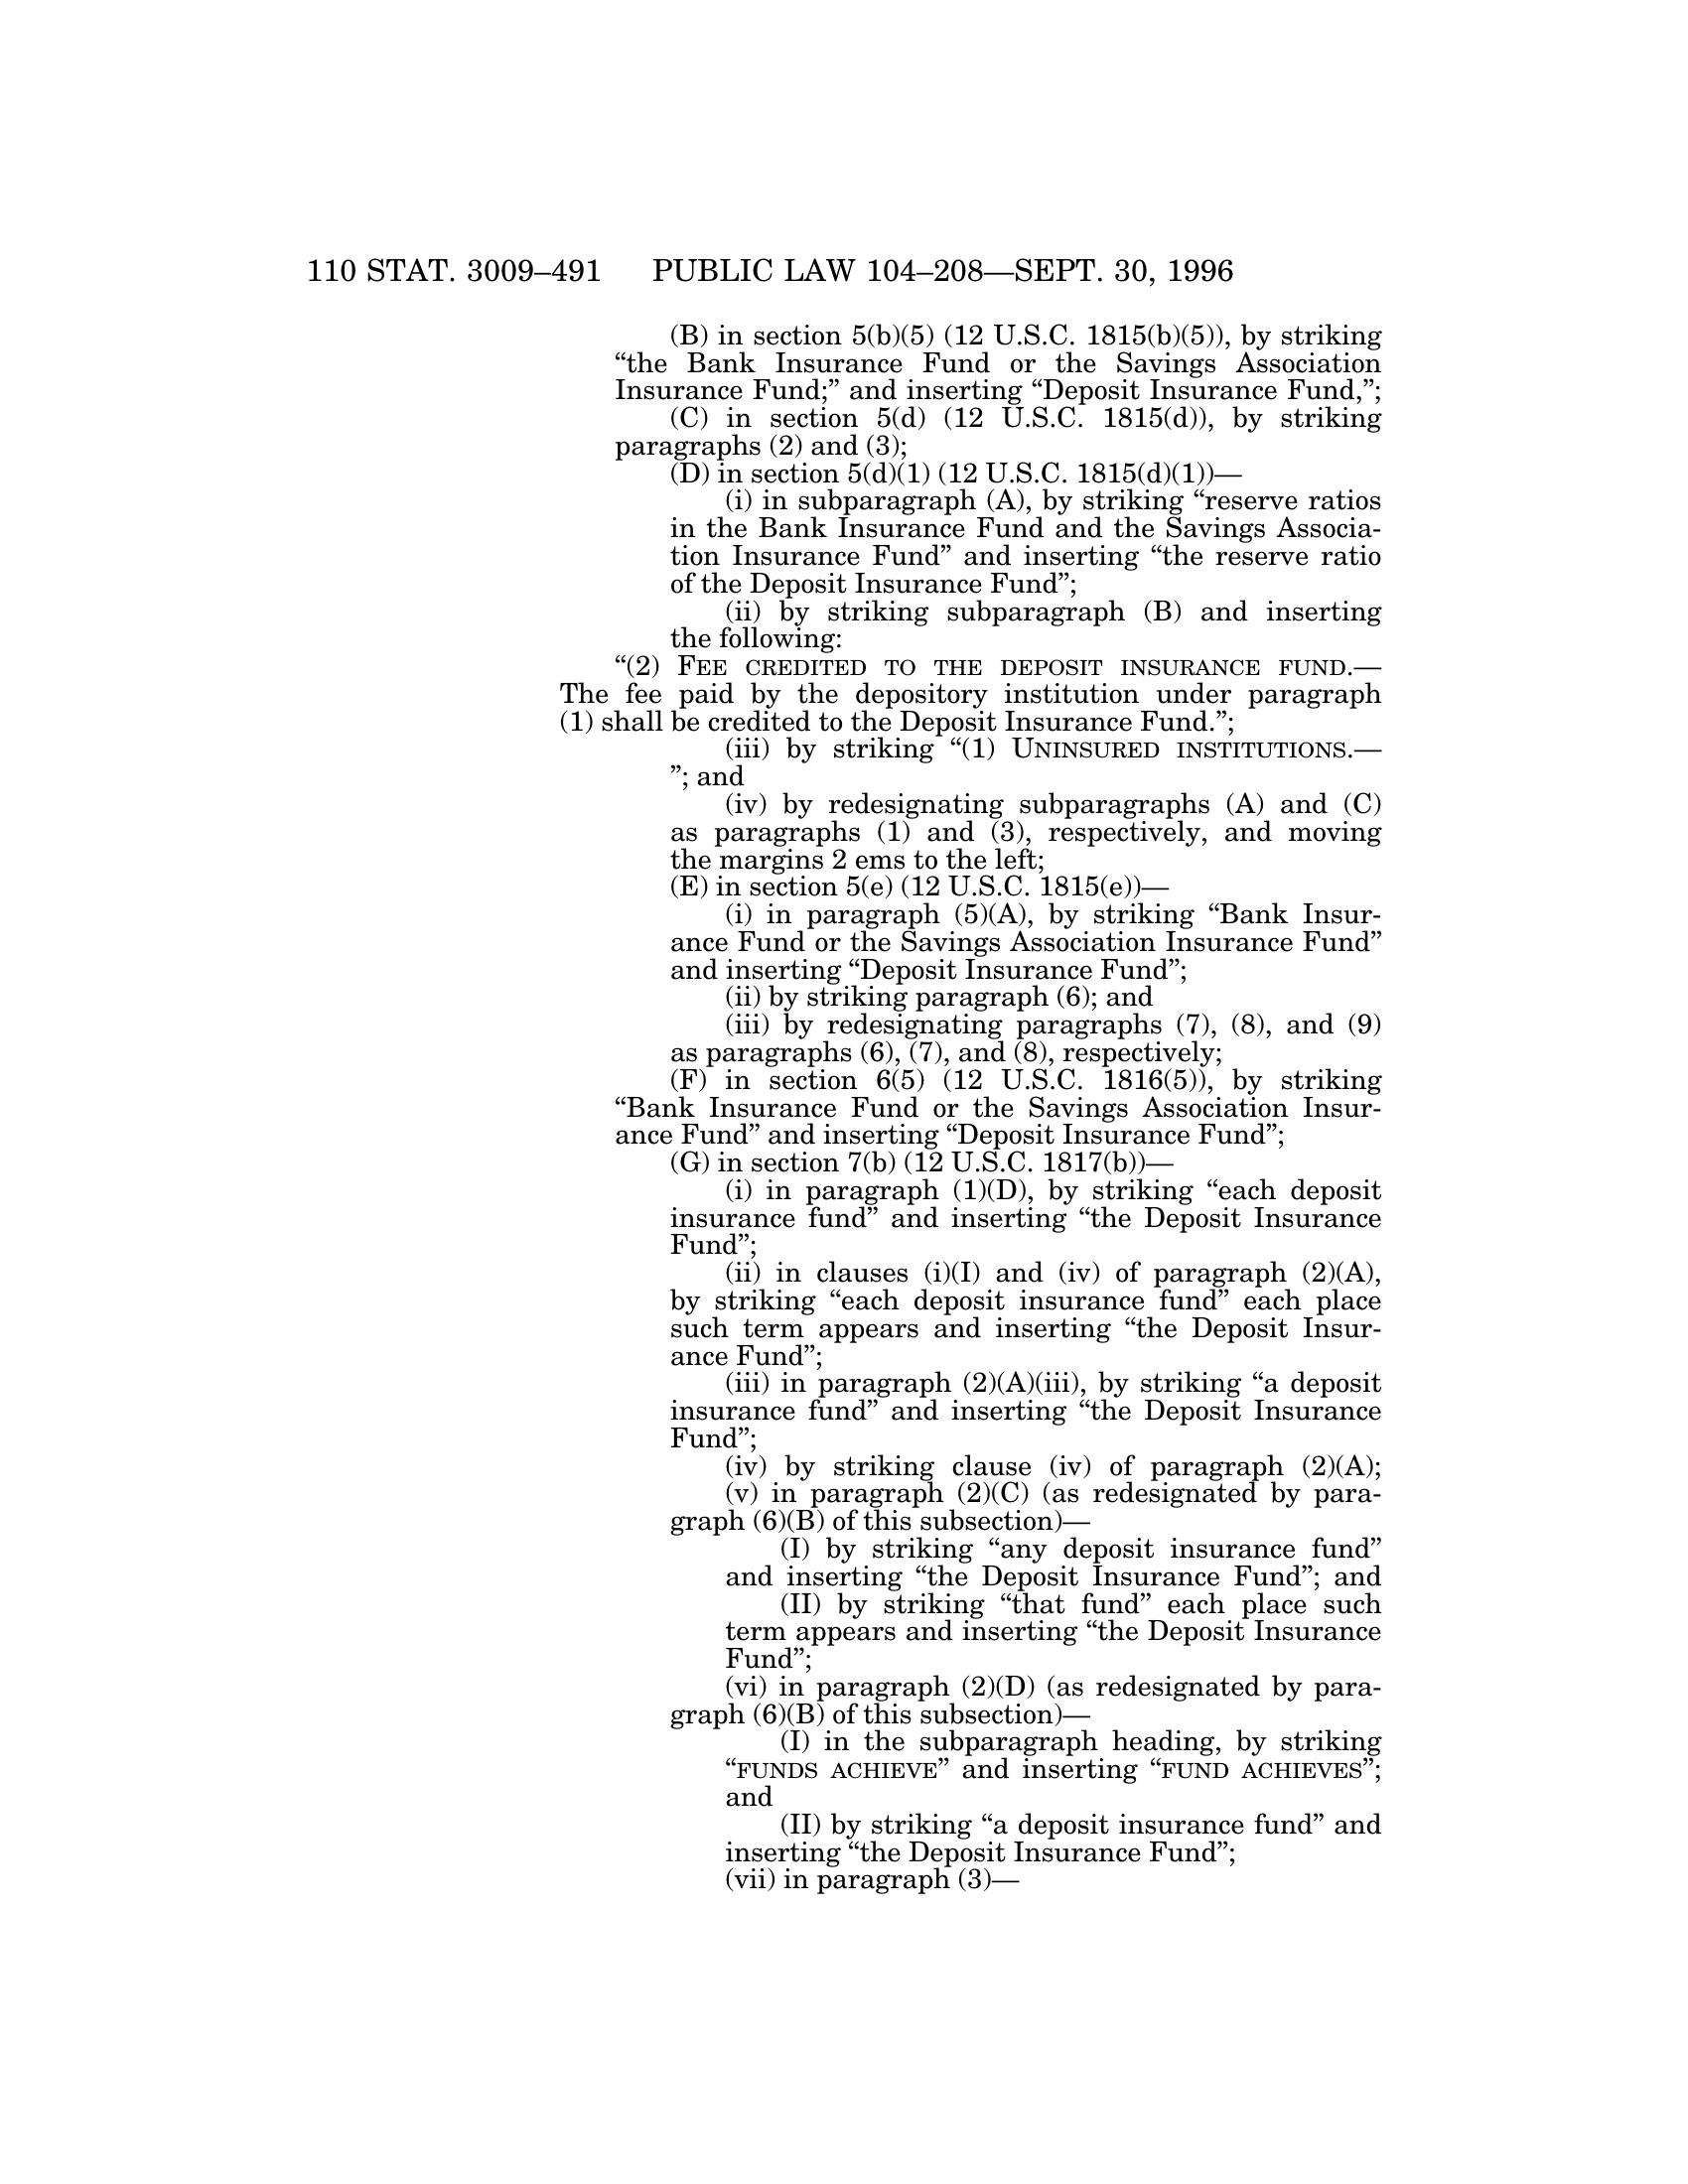 110 STAT. 3009–491 PUBLIC LAW 104–208—SEPT. 30, 1996
(B) in section 5(b)(5) (12 U.S.C. 1815(b)(5)), by striking
“the Bank Insurance Fund or the Savings Association
Insurance Fund;” and inserting “Deposit Insurance Fund,”;
(C) in section 5(d) (12 U.S.C. 1815(d)), by striking
paragraphs (2) and (3);
(D) in section 5(d)(1) (12 U.S.C. 1815(d)(1))—
(i) in subparagraph (A), by striking “reserve ratios
in the Bank Insurance Fund and the Savings Associa-
tion Insurance Fund” and inserting “the reserve ratio
of the Deposit Insurance Fund”;
(ii) by striking subparagraph (B) and inserting
the following:
“(2) FEE CREDITED TO THE DEPOSIT INSURANCE FUND.—
The fee paid by the depository institution under paragraph
(1) shall be credited to the Deposit Insurance Fund.”;
(iii) by striking “(1) UNINSURED INSTITUTIONS.—
”; and
(iv) by redesignating subparagraphs (A) and (C)
as paragraphs (1) and (3), respectively, and moving
the margins 2 ems to the left;
(E) in section 5(e) (12 U.S.C. 1815(e))—
(i) in paragraph (5)(A), by striking “Bank Insur-
ance Fund or the Savings Association Insurance Fund”
and inserting “Deposit Insurance Fund”;
(ii) by striking paragraph (6); and
(iii) by redesignating paragraphs (7), (8), and (9)
as paragraphs (6), (7), and (8), respectively;
(F) in section 6(5) (12 U.S.C. 1816(5)), by striking
“Bank Insurance Fund or the Savings Association Insur-
ance Fund” and inserting “Deposit Insurance Fund”;
(G) in section 7(b) (12 U.S.C. 1817(b))—
(i) in paragraph (1)(D), by striking “each deposit
insurance fund” and inserting “the Deposit Insurance
Fund”;
(ii) in clauses (i)(I) and (iv) of paragraph (2)(A),
by striking “each deposit insurance fund” each place
such term appears and inserting “the Deposit Insur-
ance Fund”;
(iii) in paragraph (2)(A)(iii), by striking “a deposit
insurance fund” and inserting “the Deposit Insurance
Fund”;
(iv) by striking clause (iv) of paragraph (2)(A);
(v) in paragraph (2)(C) (as redesignated by para-
graph (6)(B) of this subsection)—
(I) by striking “any deposit insurance fund”
and inserting “the Deposit Insurance Fund”; and
(II) by striking “that fund” each place such
term appears and inserting “the Deposit Insurance
Fund”;
(vi) in paragraph (2)(D) (as redesignated by para-
graph (6)(B) of this subsection)—
(I) in the subparagraph heading, by striking
“FUNDS ACHIEVE” and inserting “FUND ACHIEVES”;
and
(II) by striking “a deposit insurance fund” and
inserting “the Deposit Insurance Fund”;
(vii) in paragraph (3)—